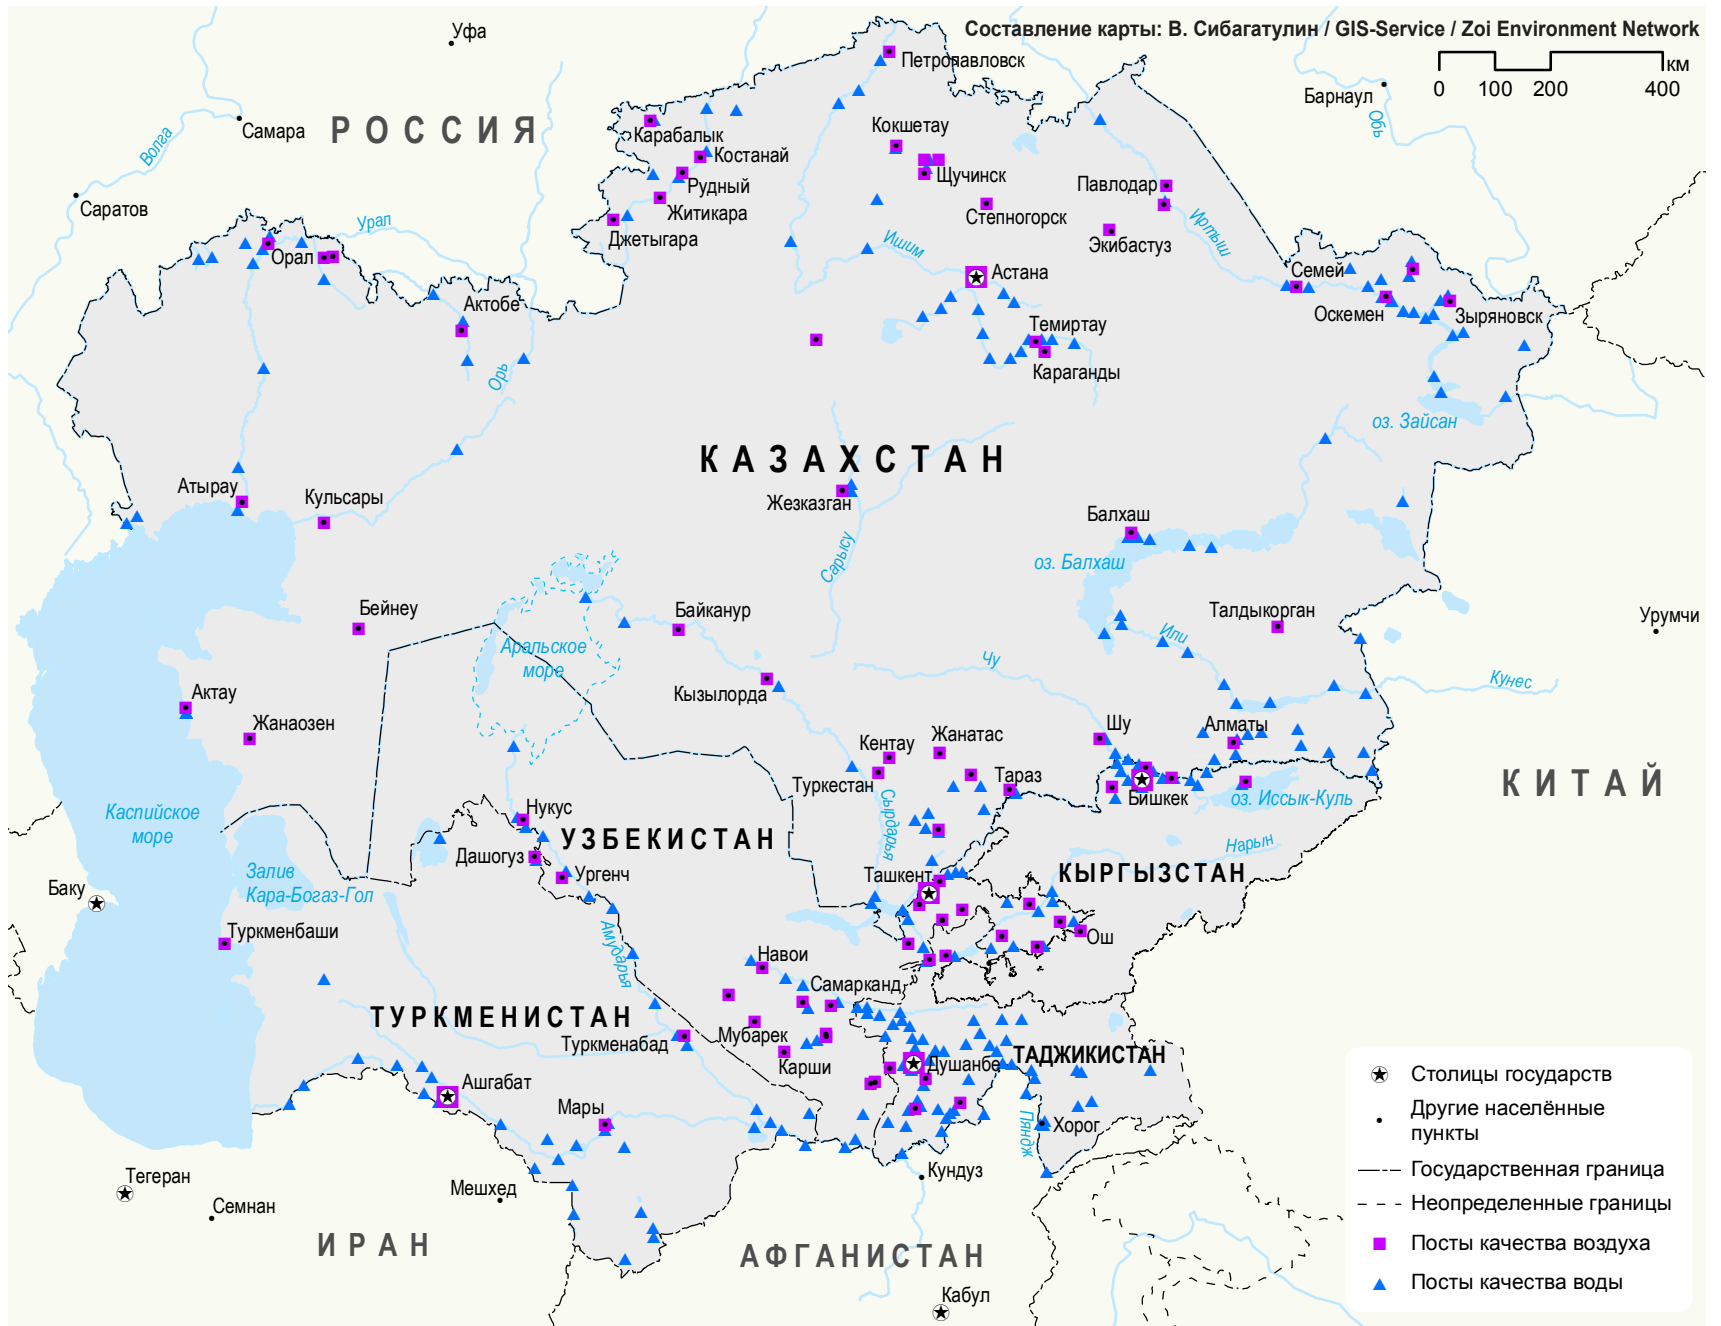 Составление карты: В. Сибагатулин / GIS-Service / Zoi Environment Network
км
0 100 200 400
Уфа
Петропавловск
Барнаул
Обь
Самара
РОССИЯ
Волга
Карабалык
Кокшетау
Костанай
Щучинск
Рудный
Павлодар
Саратов
Житикара
Степногорск
Иртыш
Урал
Джетыгара
Экибастуз
Ишим
Орал
Астана
Семей
Актобе
Оскемен
Зыряновск
Темиртау
Караганды
Орь
оз. Зайсан
КАЗАХСТАН
Атырау
Кульсары
Жезказган
Балхаш
Сарысу
оз. Балхаш
Бейнеу
Байканур
Талдыкорган
Урумчи
Или
Аральское
море
Чу
Кунес
Актау
Кызылорда
Жанаозен
Шу
Алматы
Кентау
Жанатас
Туркестан
Тараз
КИТАЙ
Бишкек
оз. Иссык-Куль
Каспийское
море
Нукус
Сырдарья
УЗБЕКИСТАН
Нарын
Дашогуз
Ургенч
Ташкент
КЫРГЫЗСТАН
Залив
Кара-Богаз-Гол
Баку
Туркменбаши
Амударья
Ош
Навои
Самарканд
ТУРКМЕНИСТАН
Туркменабад
Мубарек
Карши
Душанбе
ТАДЖИКИСТАН
Ашгабат
Мары
Пяндж
Хорог
Тегеран
Семнан
Мешхед
Кундуз
ИРАН
АФГАНИСТАН
Кабул
Столицы государств
Другие населённые
пункты
Государственная граница
Неопределенные границы
Посты качества воздуха
Посты качества воды